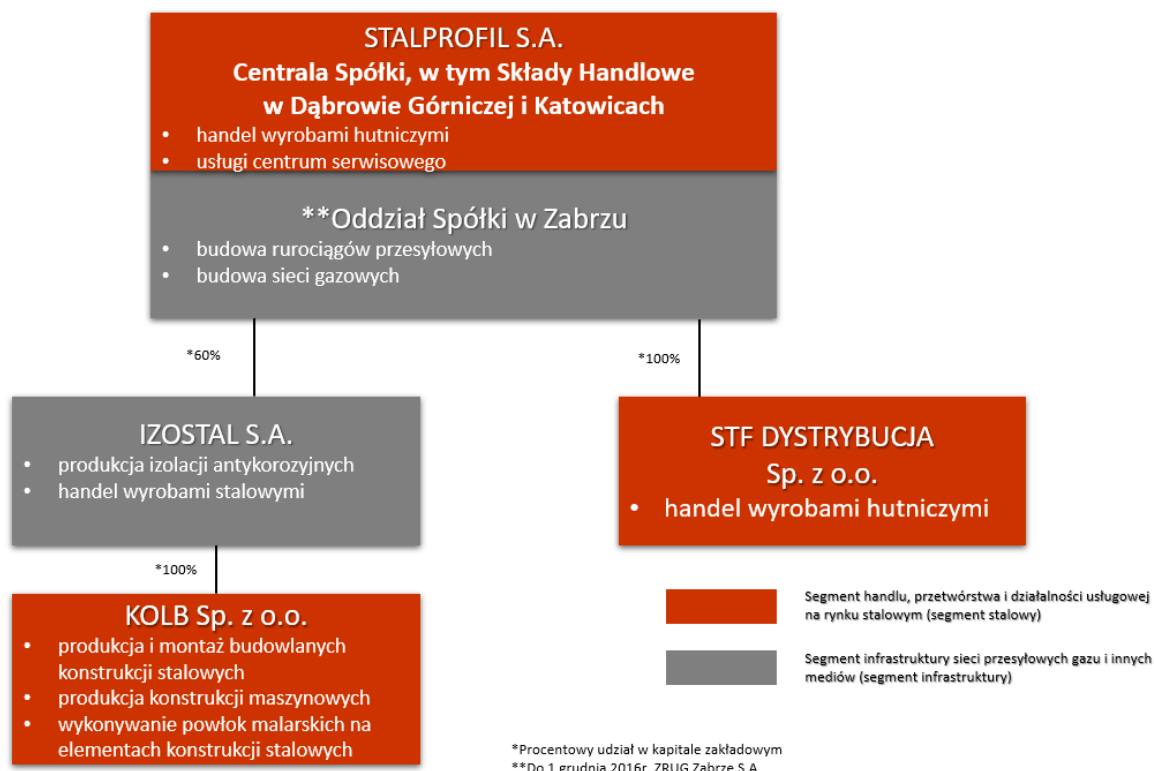 STALPROFIL S.A.
Centrala Spółki, w tym Składy Handlowe
w Dąbrowie Górniczej i Katowicach
• handel wyrobami hutniczymi
• usługi centrum serwisowego
**Oddział Spółki w Zabrzu
• budowa rurociągów przesyłowych
• budowa sieci gazowych
*60%
*100%
IZOSTAL S.A.
• produkcja izolacji antykorozyjnych
• handel wyrobami stalowymi
STF DYSTRYBUCJA
Sp. z o.o.
• handel wyrobami hutniczymi
*100%
KOLB Sp. z o.o.
• produkcja i montaż budowlanych
konstrukcji stalowych
• produkcja konstrukcji maszynowych
• wykonywanie powłok malarskich na
elementach konstrukcji stalowych
Segment handlu, przetwórstwa i działalności usługowej
na rynku stalowym (segment stalowy)
Segment infrastruktury sieci przesyłowych gazu i innych
mediów (segment infrastruktury)
*Procentowy udział w kapitale zakładowym
**Do 1 grudnia 2016r. ZRUG Zabrze S.A.